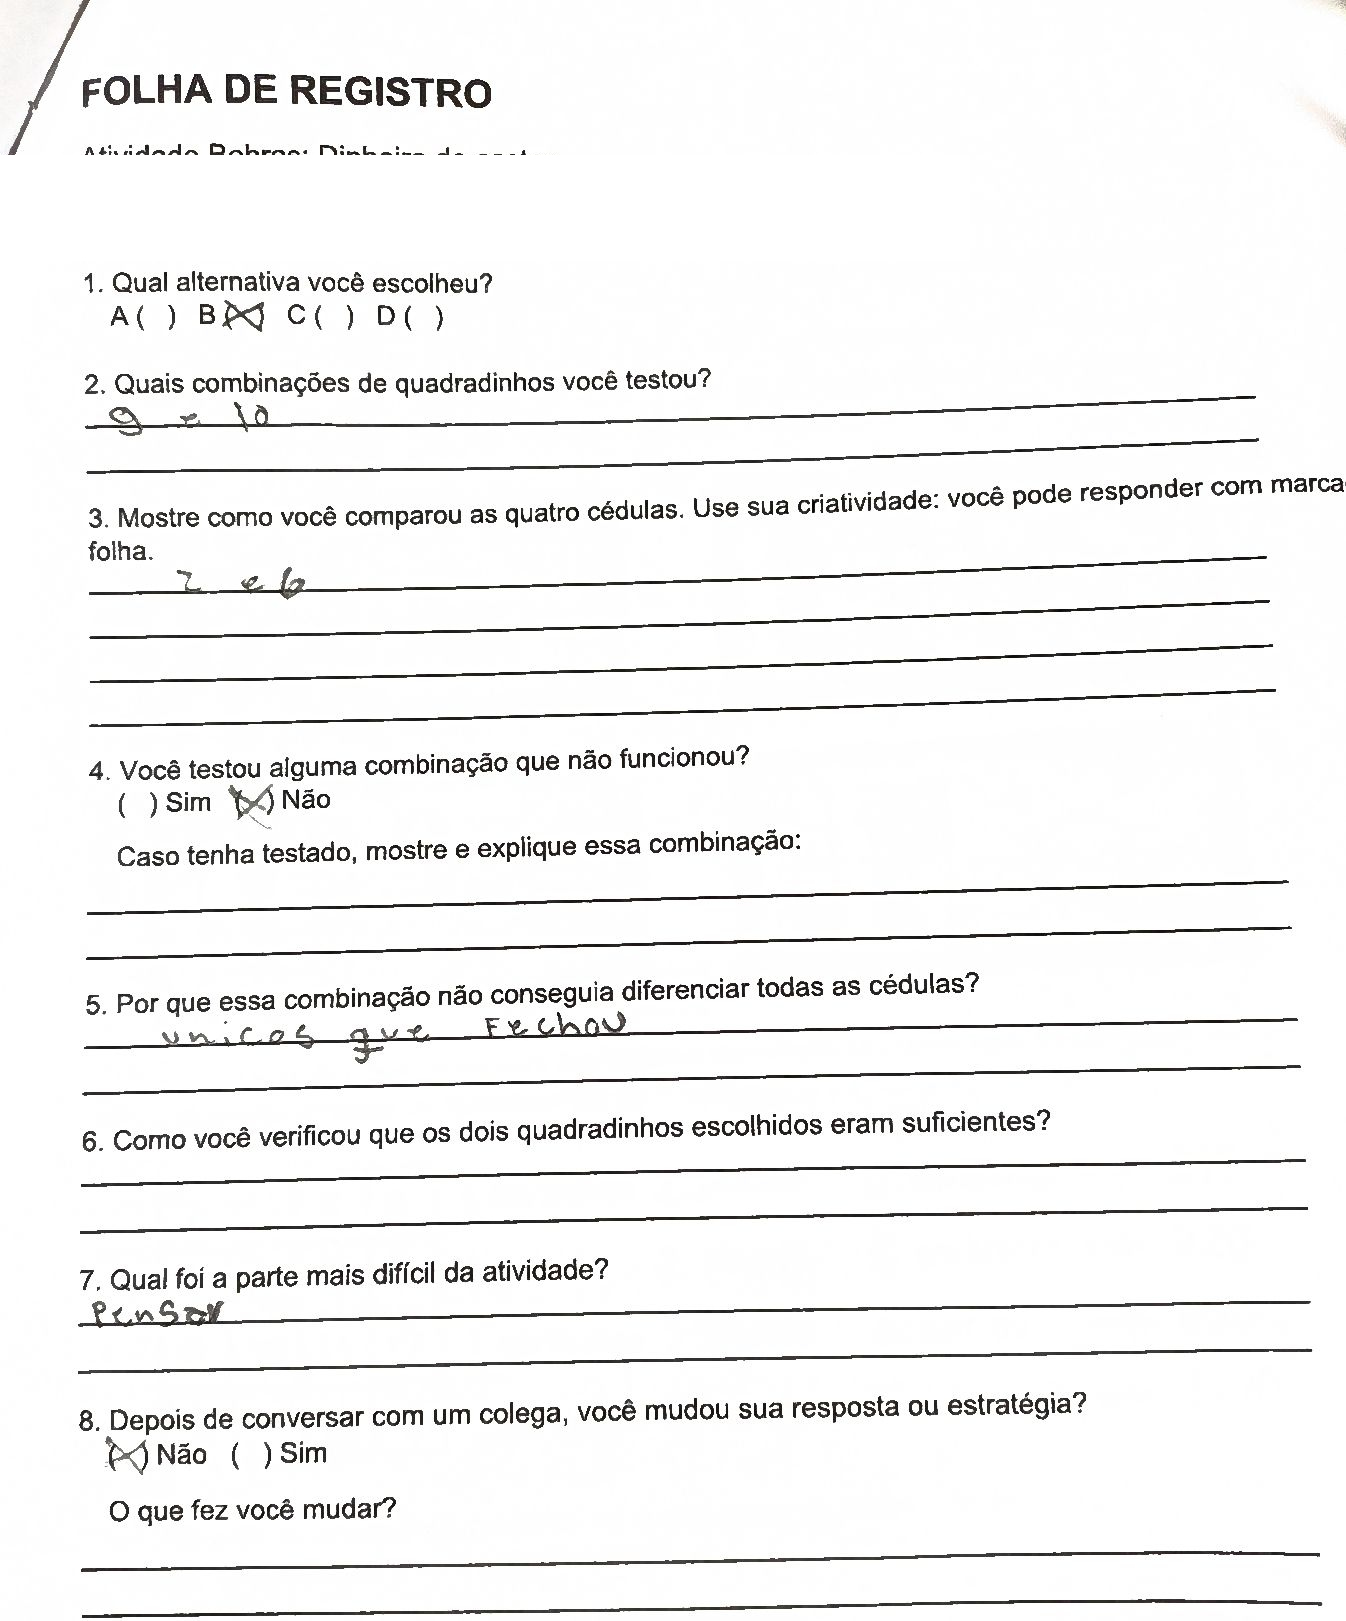 FOLHA DE REGISTRO
1. Qual alternativa você escolheu?
A ( ) B (X) C ( ) D ( )
2. Quais combinações de quadradinhos você testou?
9 e 10
3. Mostre como você comparou as quatro cédulas. Use sua criatividade: você pode responder com marca
folha.
2 e 6
4. Você testou alguma combinação que não funcionou?
( ) Sim (X) Não
Caso tenha testado, mostre e explique essa combinação:
5. Por que essa combinação não conseguia diferenciar todas as cédulas?
unicos que Fechou
6. Como você verificou que os dois quadradinhos escolhidos eram suficientes?
7. Qual foi a parte mais difícil da atividade?
Pensar
8. Depois de conversar com um colega, você mudou sua resposta ou estratégia?
(X) Não ( ) Sim
O que fez você mudar?